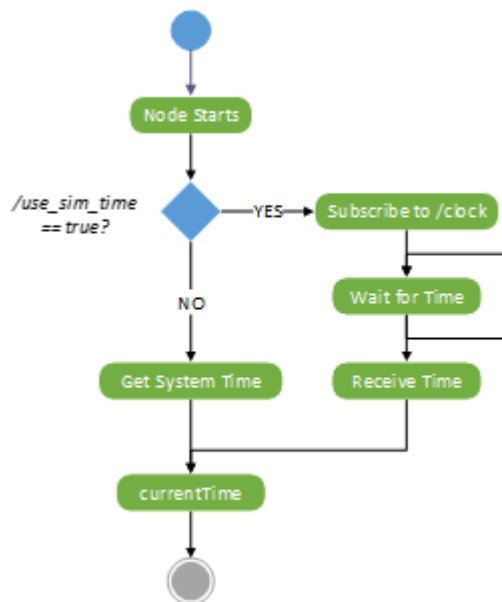 Node Starts
/use_sim_time
== true?
YES
Subscribe to /clock
Wait for Time
NO
Get System Time
Receive Time
currentTime